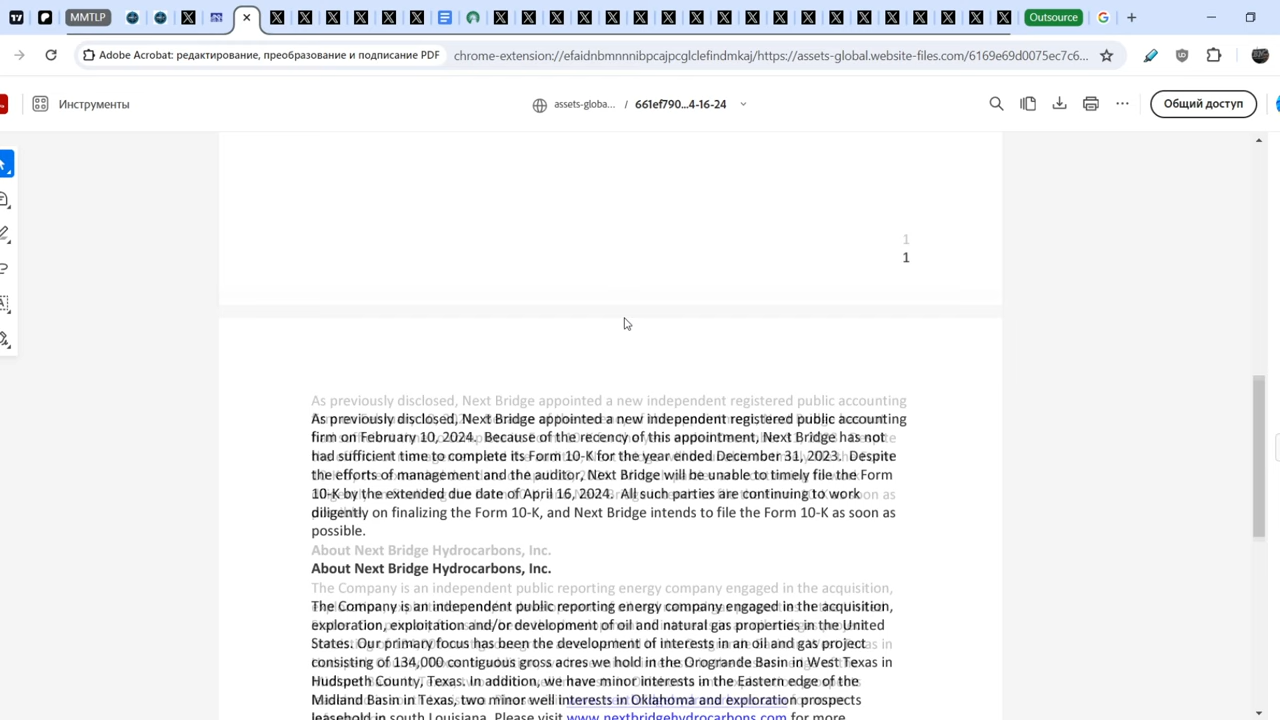 MMTLP
Outsource
Adobe Acrobat: редактирование, преобразование и подписание PDF
chrome-extension://efaidnbmnnnibpcajpcglclefindmkaj/https://assets-global.website-files.com/6169e69d0075ec7c6...
Инструменты
assets-globa... / 661ef790...4-16-24
Общий доступ
1
1
As previously disclosed, Next Bridge appointed a new independent registered public accounting
As previously disclosed, Next Bridge appointed a new independent registered public accounting
firm on February 10, 2024. Because of the recency of this appointment, Next Bridge has not
had sufficient time to complete its Form 10-K for the year ended December 31, 2023. Despite
the efforts of management and the auditor, Next Bridge will be unable to timely file the Form
10-K by the extended due date of April 16, 2024. All such parties are continuing to work
diligently on finalizing the Form 10-K, and Next Bridge intends to file the Form 10-K as soon as
possible.
About Next Bridge Hydrocarbons, Inc.
About Next Bridge Hydrocarbons, Inc.
The Company is an independent public reporting energy company engaged in the acquisition,
The Company is an independent public reporting energy company engaged in the acquisition,
exploration, exploitation and/or development of oil and natural gas properties in the United
States. Our primary focus has been the development of interests in an oil and gas project
consisting of 134,000 contiguous gross acres we hold in the Orogrande Basin in West Texas in
Hudspeth County, Texas. In addition, we have minor interests in the Eastern edge of the
Midland Basin in Texas, two minor well interests in Oklahoma and exploration prospects
leasehold in south Louisiana. Please visit www.nextbridgehydrocarbons.com for more